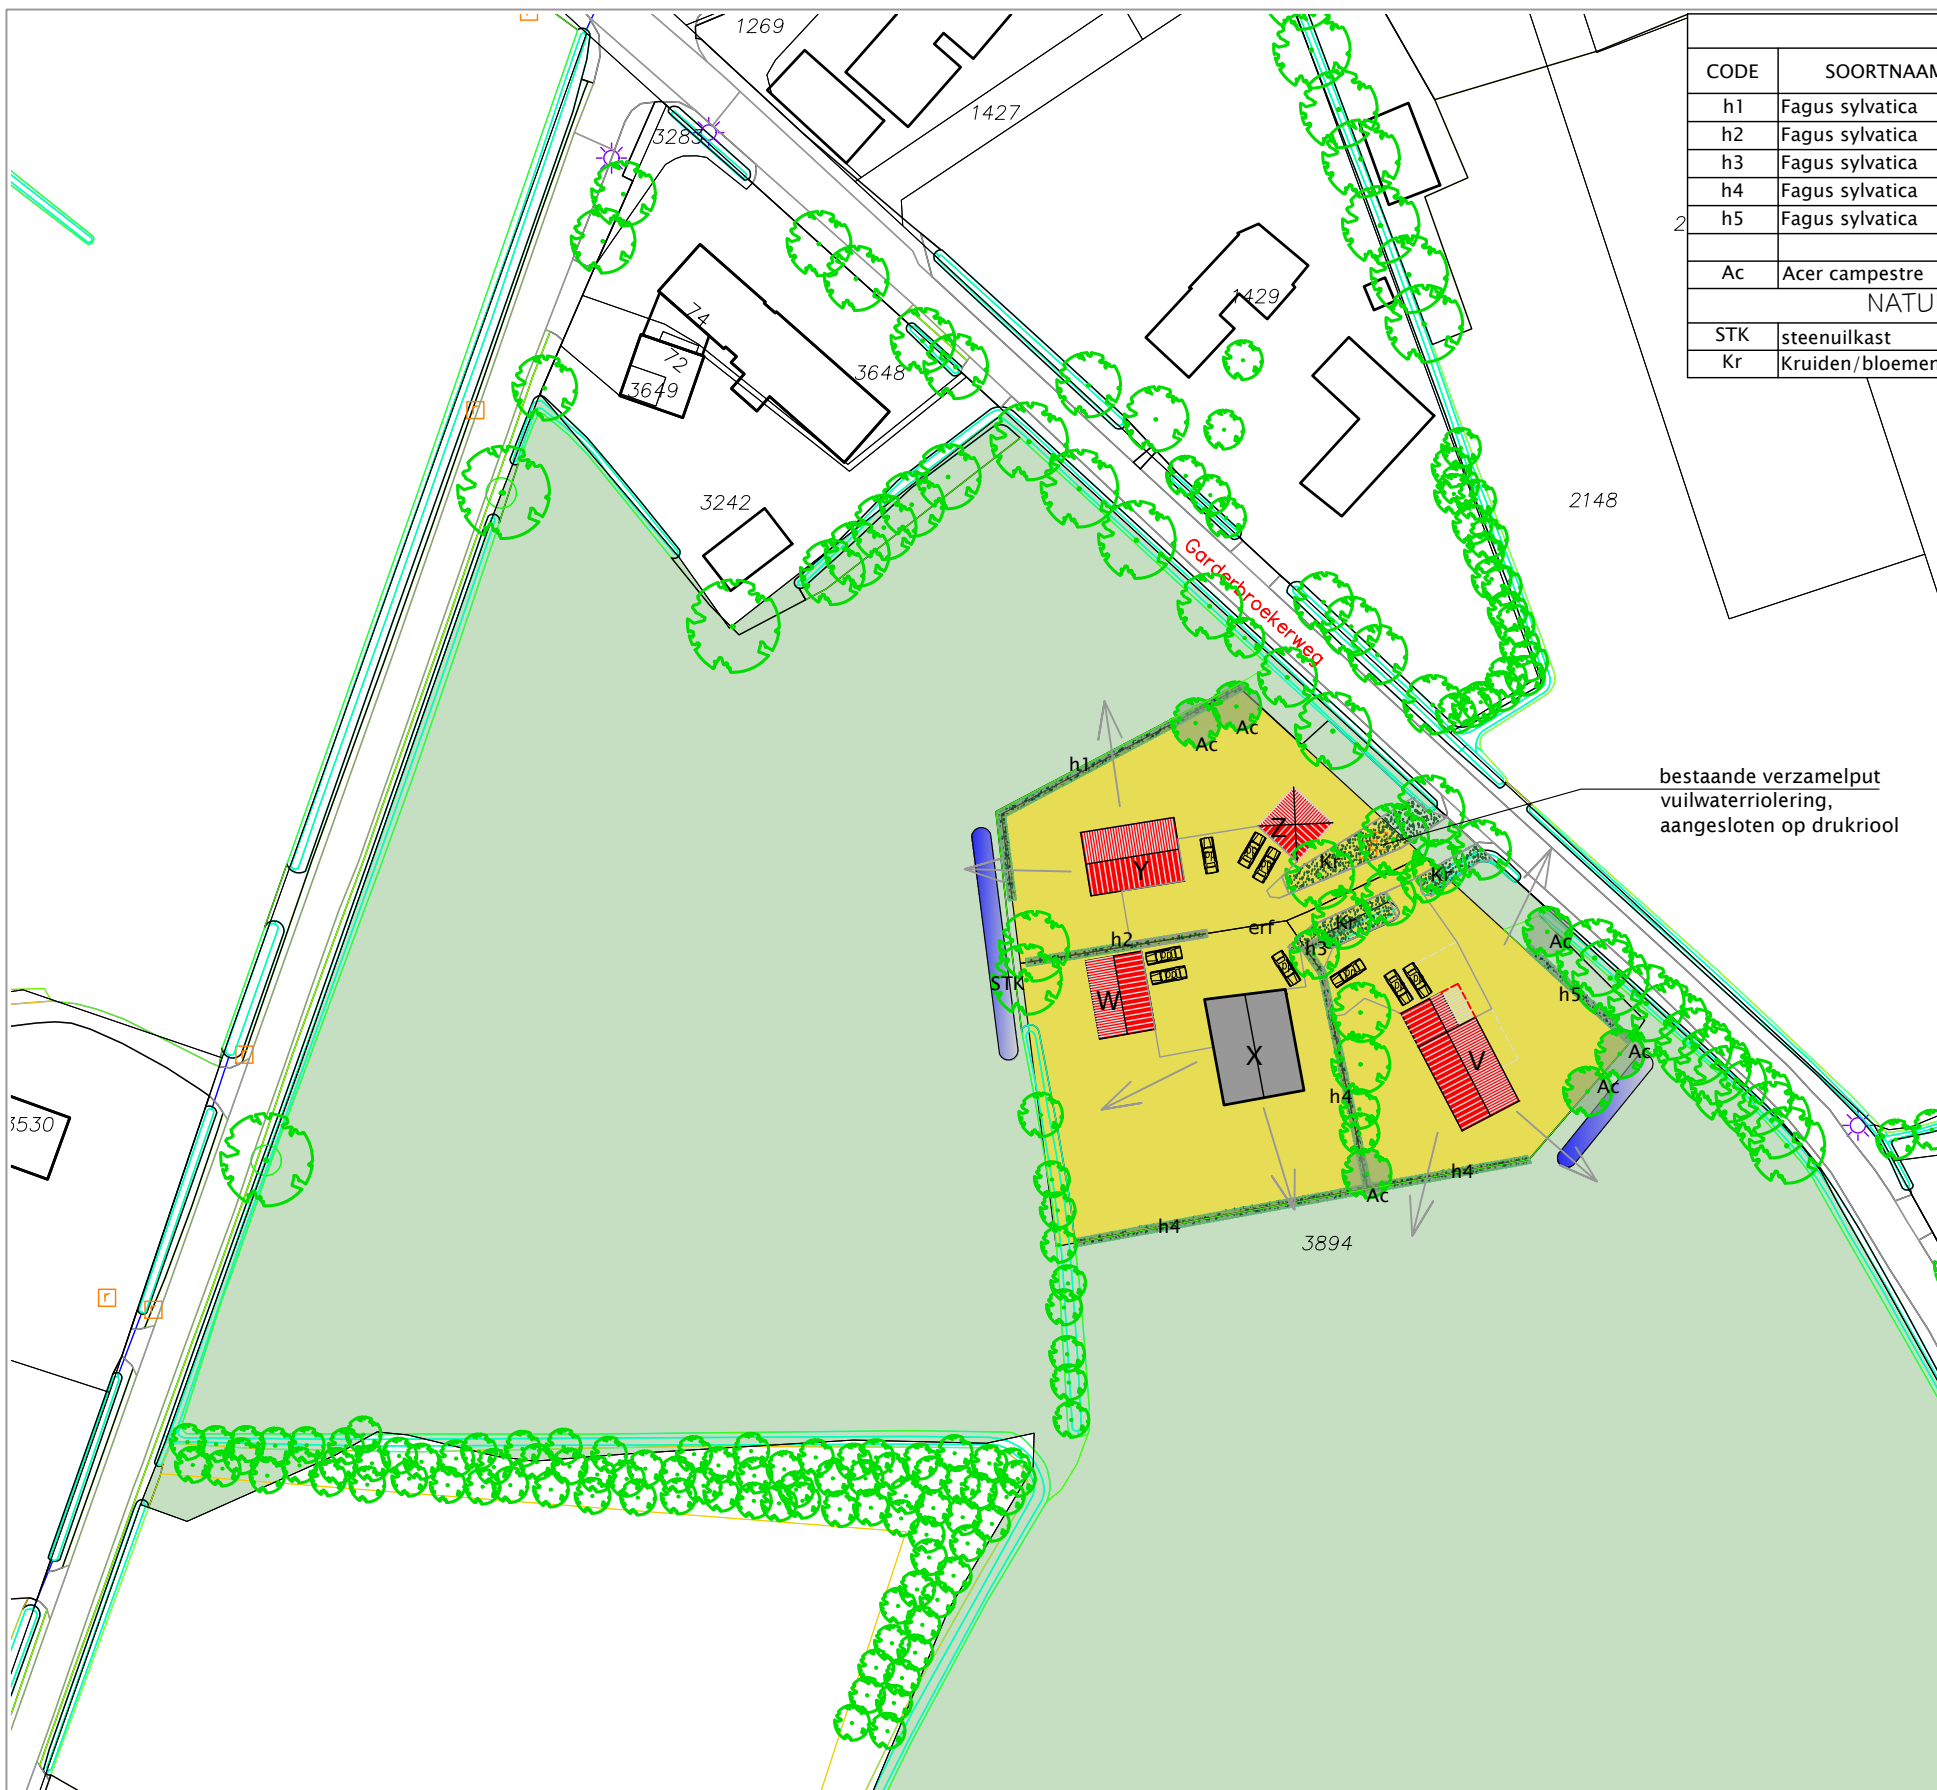 1269
1427
3283
1429
74
72
3649
3648
3242
2148
2
CODE SOORTNAAM
h1 Fagus sylvatica
h2 Fagus sylvatica
h3 Fagus sylvatica
h4 Fagus sylvatica
h5 Fagus sylvatica
Ac Acer campestre
NATU
STK steenuilkast
Kr Kruiden/bloemen
Garderbroekerweg
bestaande verzamelput
vuilwaterriolering,
aangesloten op drukriool
Ac
Ac
h1
Z
Y
Kr
Kr
Kr
erf
h2
h3
STK
W
X
V
Ac
h5
Ac
Ac
h4
h4
h4
Ac
3894
3530
r